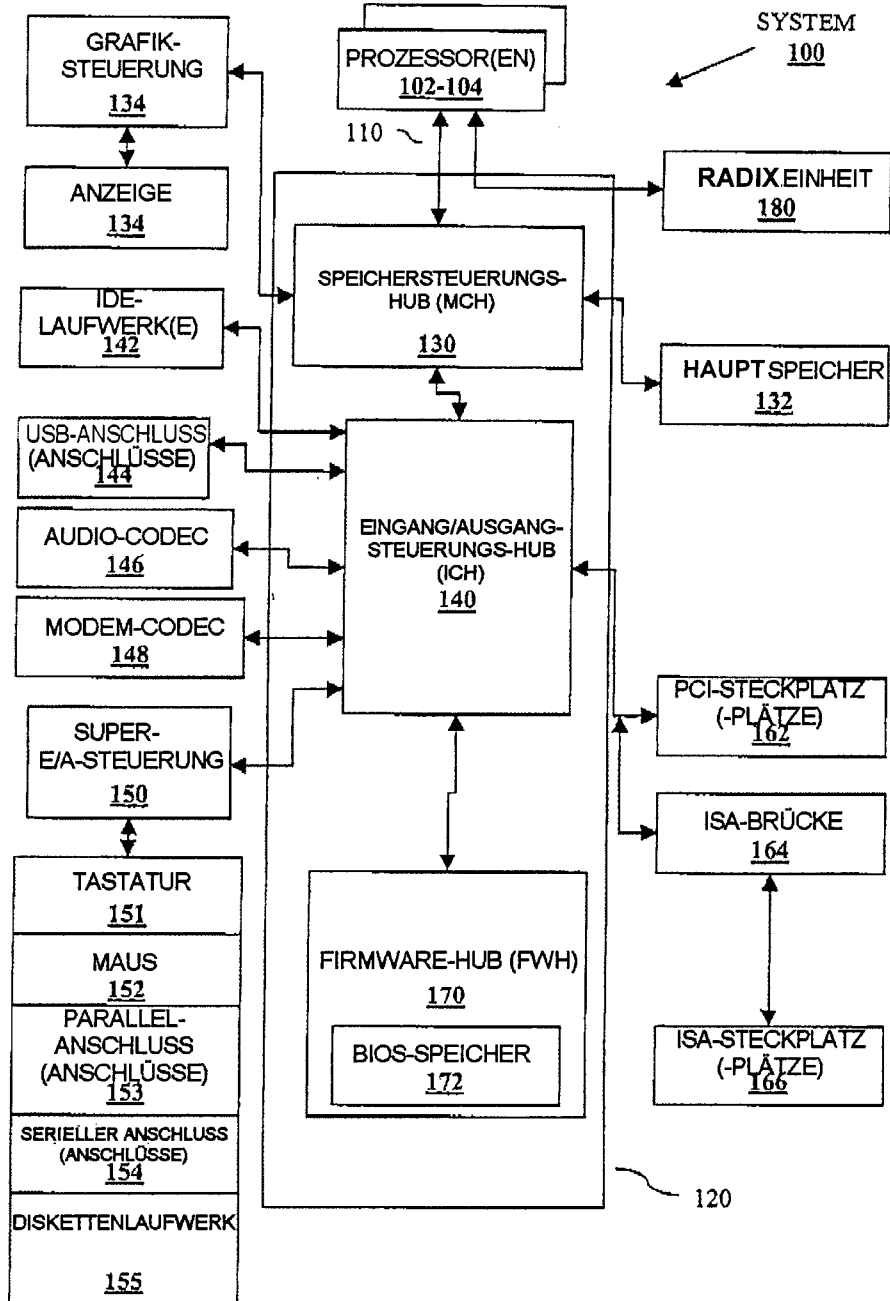 GRAFIK-
STEUERUNG
134
ANZEIGE
134
IDE-
LAUFWERK(E)
142
USB-ANSCHLUSS
(ANSCHLÜSSE)
144
AUDIO-CODEC
146
MODEM-CODEC
148
SUPER-
E/A-STEUERUNG
150
TASTATUR
151
MAUS
152
PARALLEL-
ANSCHLUSS
(ANSCHLÜSSE)
153
SERIELLER ANSCHLUSS
(ANSCHLÜSSE)
154
DISKETTENLAUFWERK
155
PROZESSOR(EN)
102-104
110
SPEICHERSTEUERUNGS-
HUB (MCH)
130
EINGANG/AUSGANG-
STEUERUNGS-HUB
(ICH)
140
FIRMWARE-HUB (FWH)
170
BIOS-SPEICHER
172
120
SYSTEM
100
RADIX.EINHEIT
180
HAUPT SPEICHER
132
PCI-STECKPLATZ
(-PLÄTZE)
162
ISA-BRÜCKE
164
ISA-STECKPLATZ
(-PLÄTZE)
166